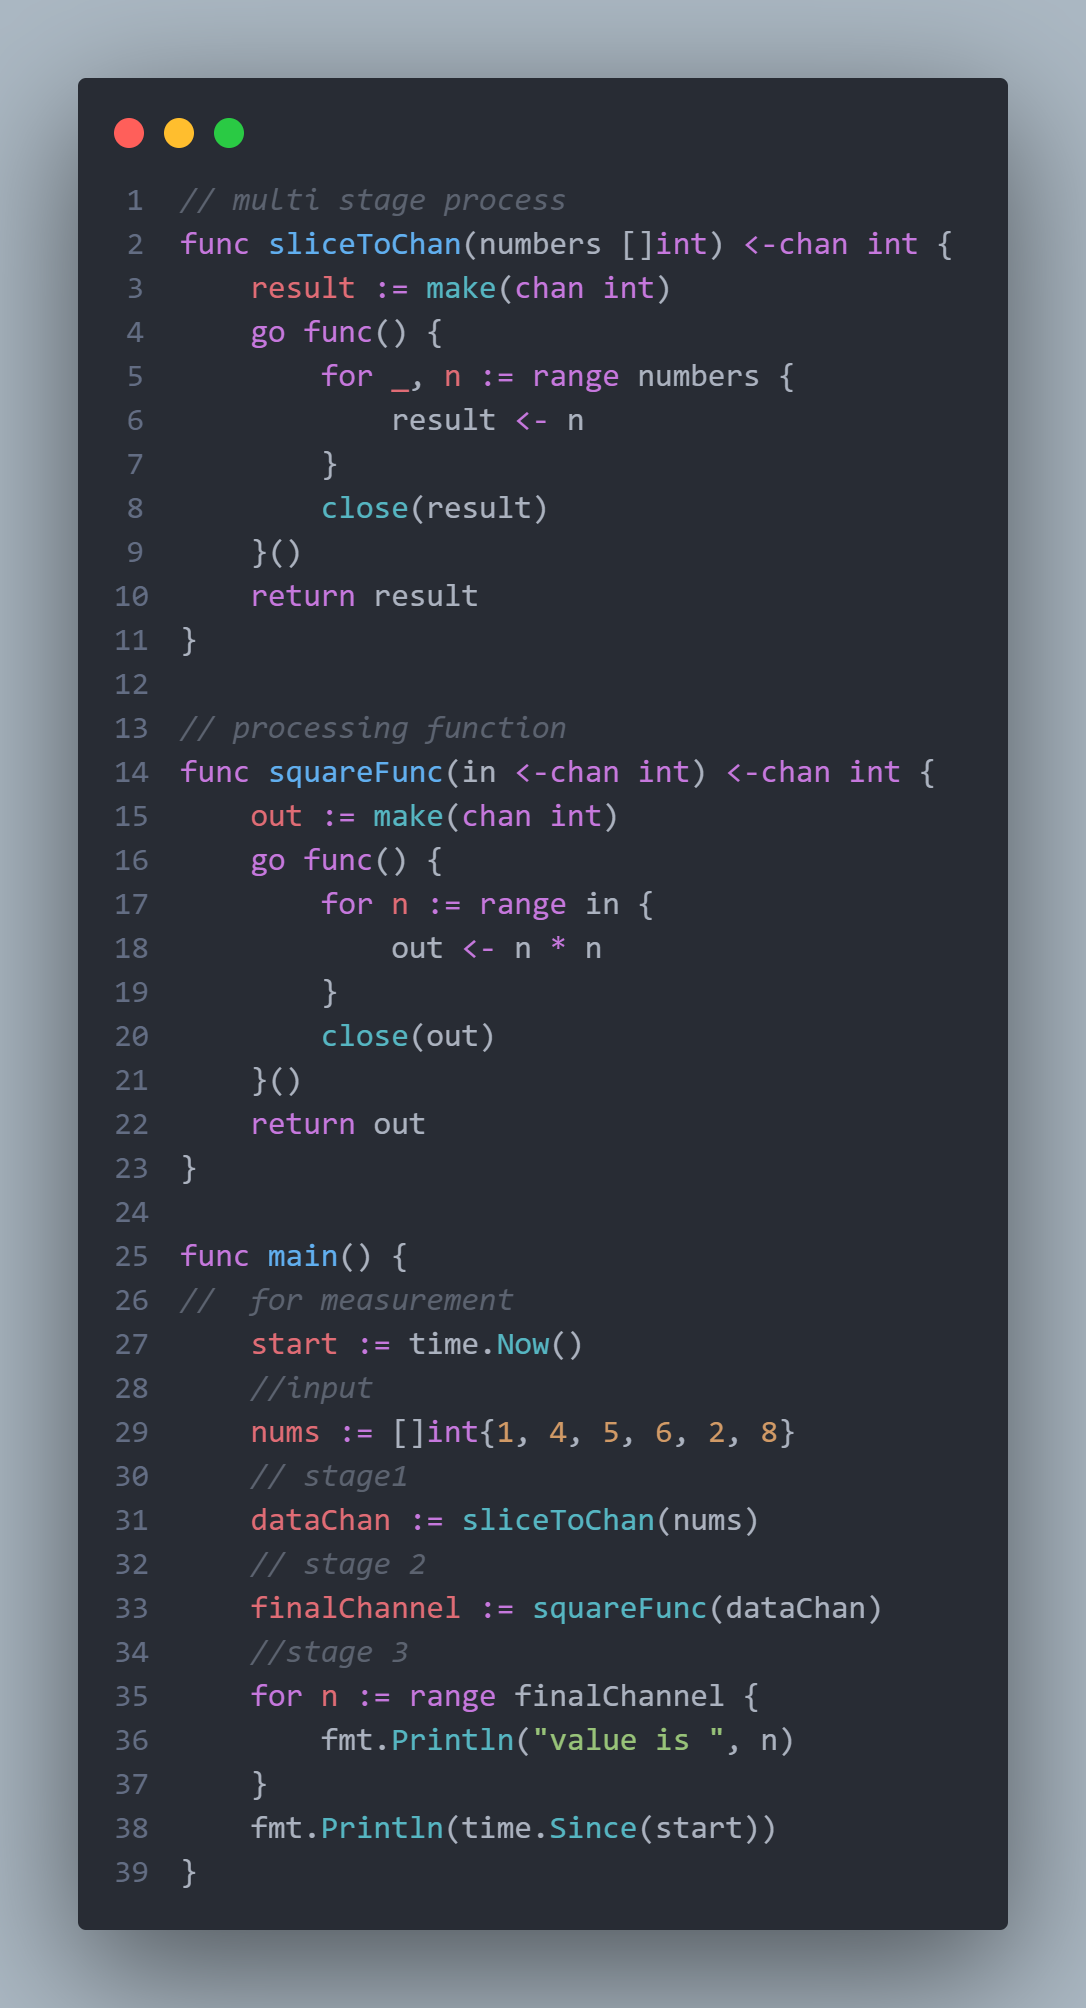 1 // multi stage process
2 func sliceToChan(numbers []int) <-chan int {
3     result := make(chan int)
4     go func() {
5         for _, n := range numbers {
6             result <- n
7         }
8         close(result)
9     }()
10     return result
11 }
12
13 // processing function
14 func squareFunc(in <-chan int) <-chan int {
15     out := make(chan int)
16     go func() {
17         for n := range in {
18             out <- n * n
19         }
20         close(out)
21     }()
22     return out
23 }
24
25 func main() {
26 //  for measurement
27     start := time.Now()
28     //input
29     nums := []int{1, 4, 5, 6, 2, 8}
30     // stage1
31     dataChan := sliceToChan(nums)
32     // stage 2
33     finalChannel := squareFunc(dataChan)
34     //stage 3
35     for n := range finalChannel {
36         fmt.Println("value is ", n)
37     }
38     fmt.Println(time.Since(start))
39 }